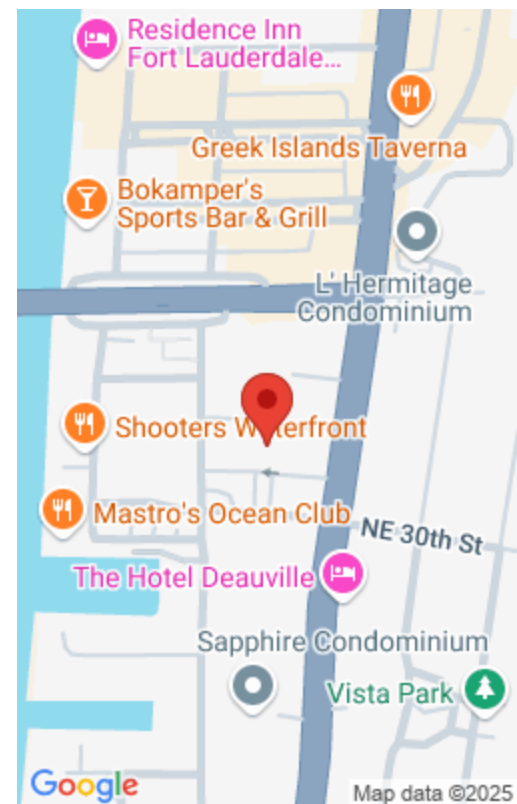 Residence Inn
Fort Lauderdale...
Greek Islands Taverna
Bokamper's
Sports Bar & Grill
L' Hermitage
Condominium
Shooters Waterfront
Mastro's Ocean Club
NE 30th St
The Hotel Deauville
Sapphire Condominium
Vista Park
Google
Map data ©2025